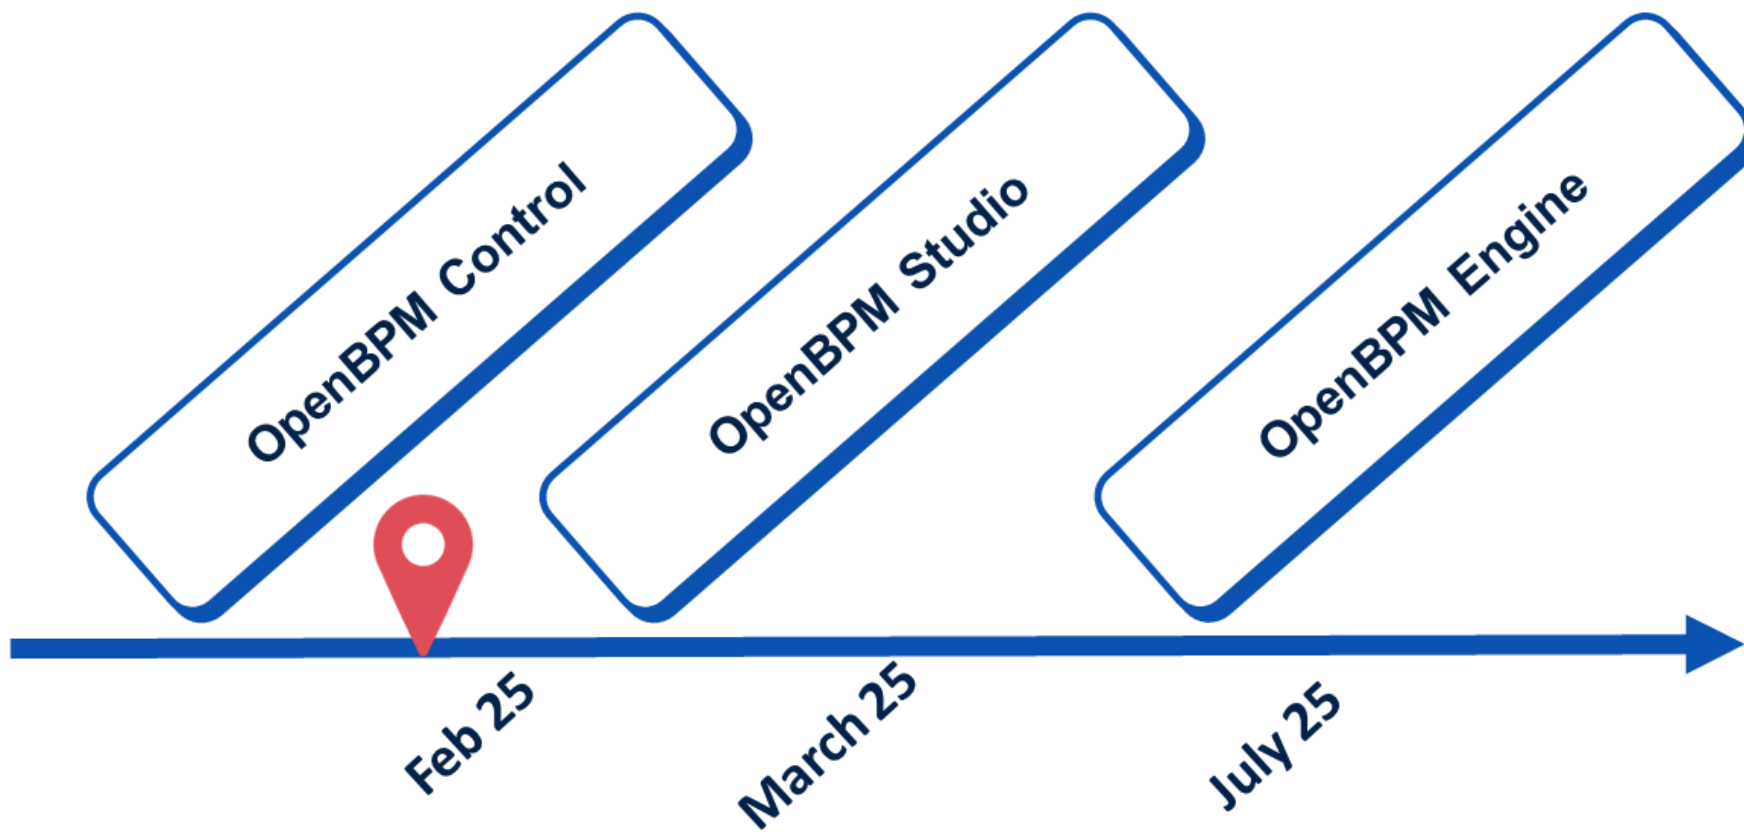 OpenBPM Control
OpenBPM Studio
OpenBPM Engine
Feb 25
March 25
July 25